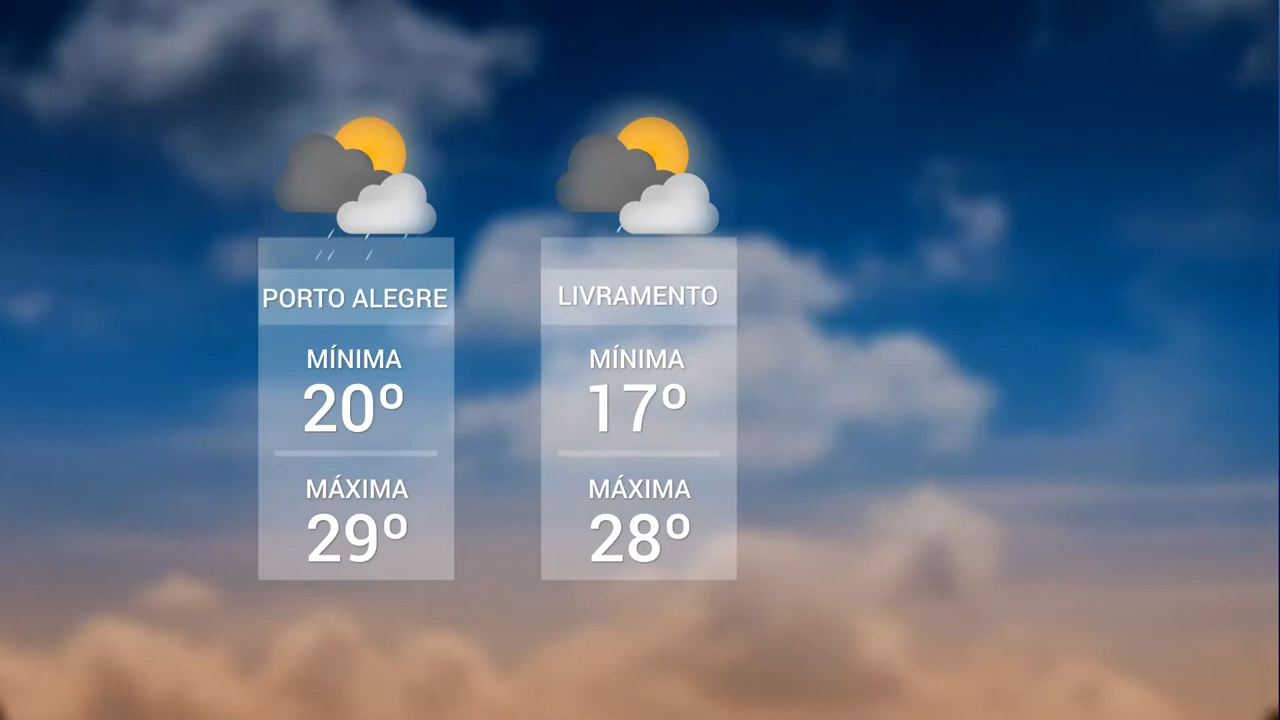 PORTO ALEGRE
MÍNIMA
20º
MÁXIMA
29º
LIVRAMENTO
MÍNIMA
17º
MÁXIMA
28º